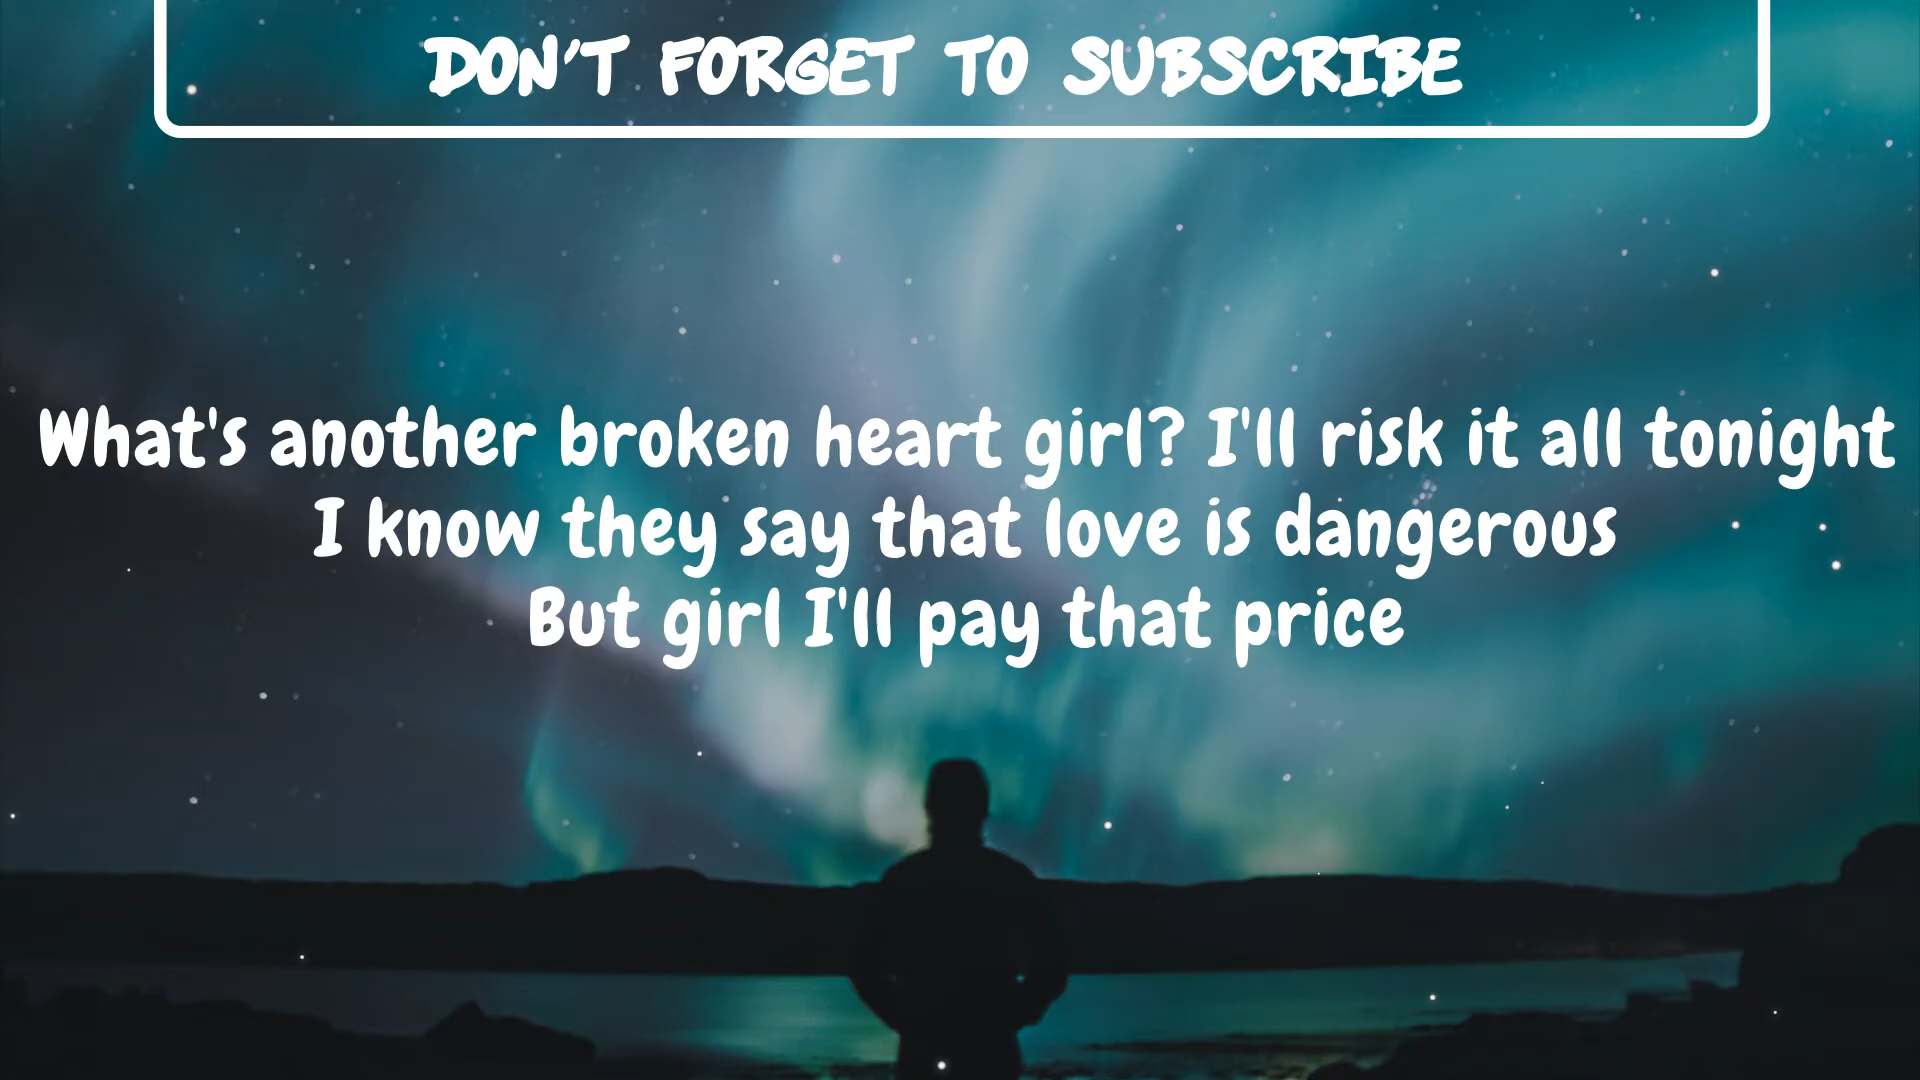 DON'T FORGET TO SUBSCRIBE
What's another broken heart girl? I'll risk it all tonight
I know they say that love is dangerous
But girl I'll pay that price